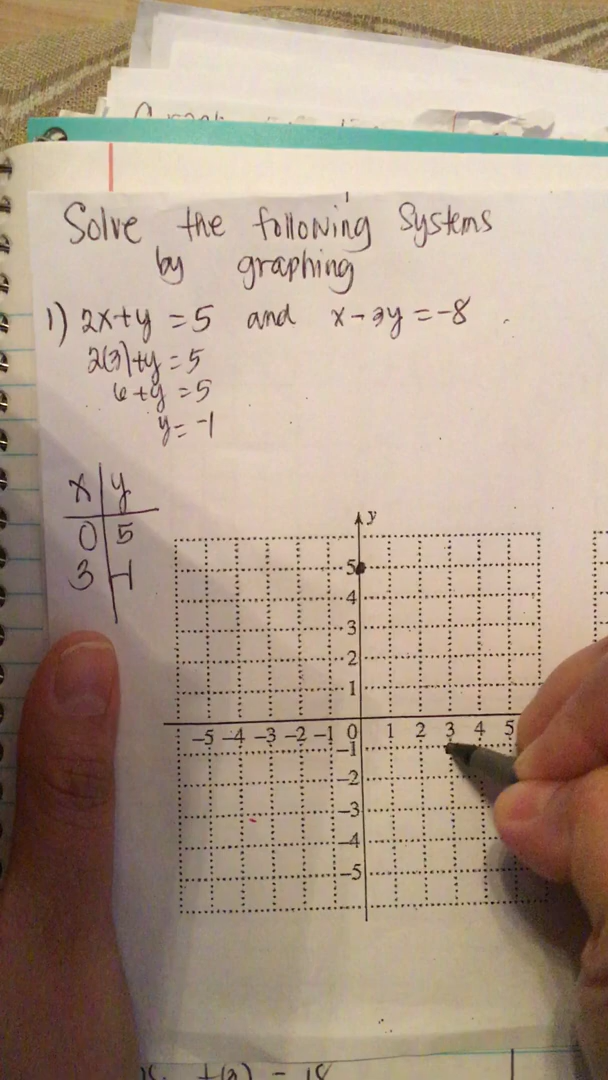 Solve the following Systems
by graphing
1) 2x+y = 5 and x-3y = -8
2(3)+y = 5
6+y = 5
y = -1
x y
0 5
3 -1
y
5
4
3
2
1
-5 -4 -3 -2 -1 0 1 2 3 4 5
-1
-2
-3
-4
-5